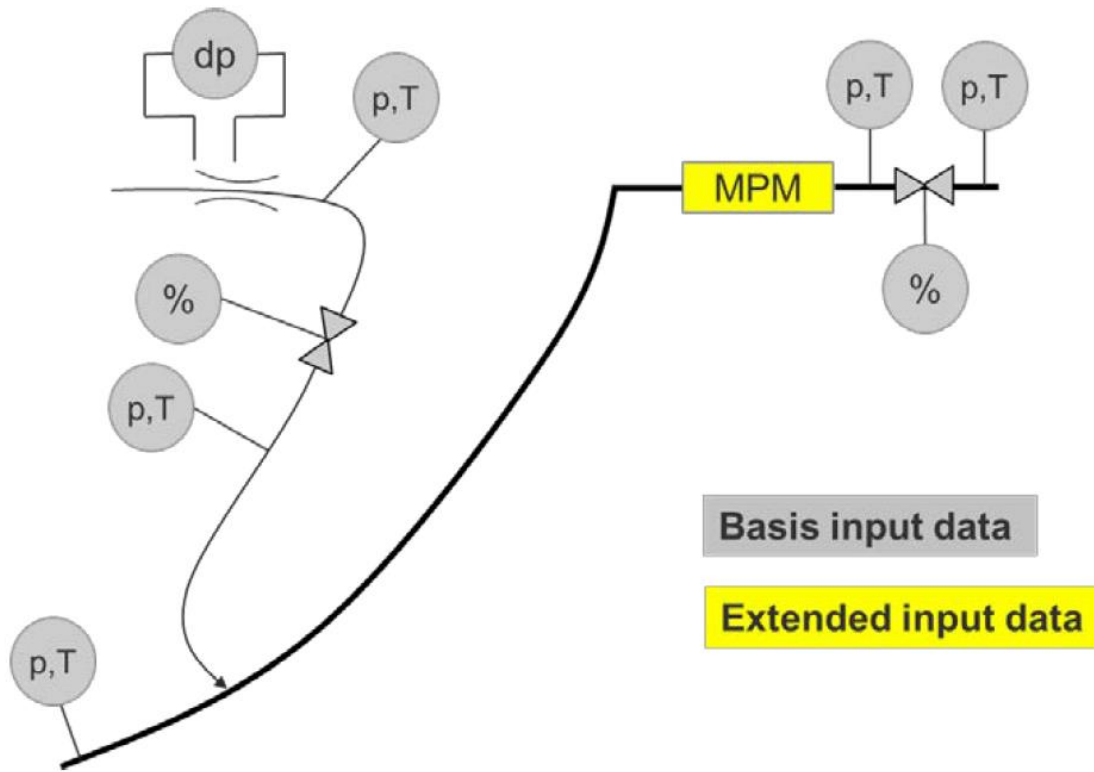 dp
p,T
p,T
p,T
MPM
%
%
p,T
Basis input data
Extended input data
p,T